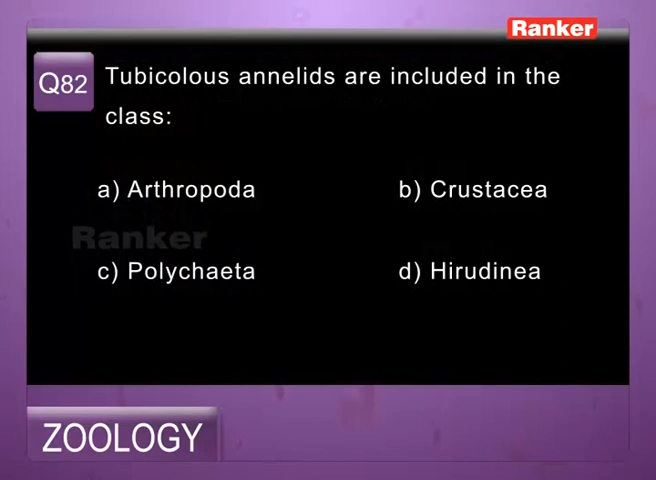 Ranker
Q82
Tubicolous annelids are included in the
class:
a) Arthropoda
b) Crustacea
Ranker
c) Polychaeta
d) Hirudinea
ZOOLOGY